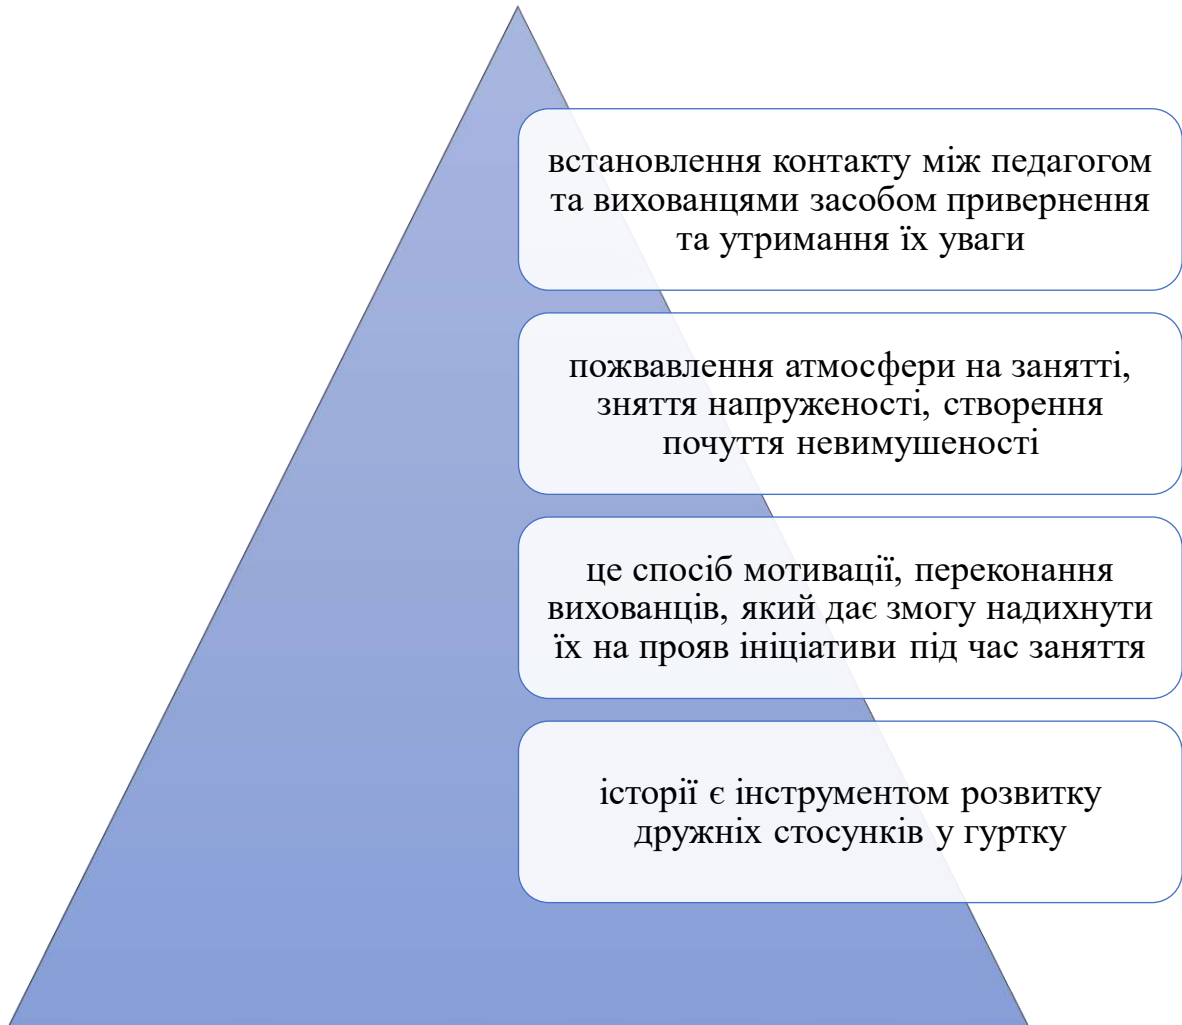 встановлення контакту між педагогом
та вихованцями засобом привернення
та утримання їх уваги
пожвавлення атмосфери на занятті,
зняття напруженості, створення
почуття невимушеності
це спосіб мотивації, переконання
вихованців, який дає змогу надихнути
їх на прояв ініціативи під час заняття
історії є інструментом розвитку
дружніх стосунків у гуртку